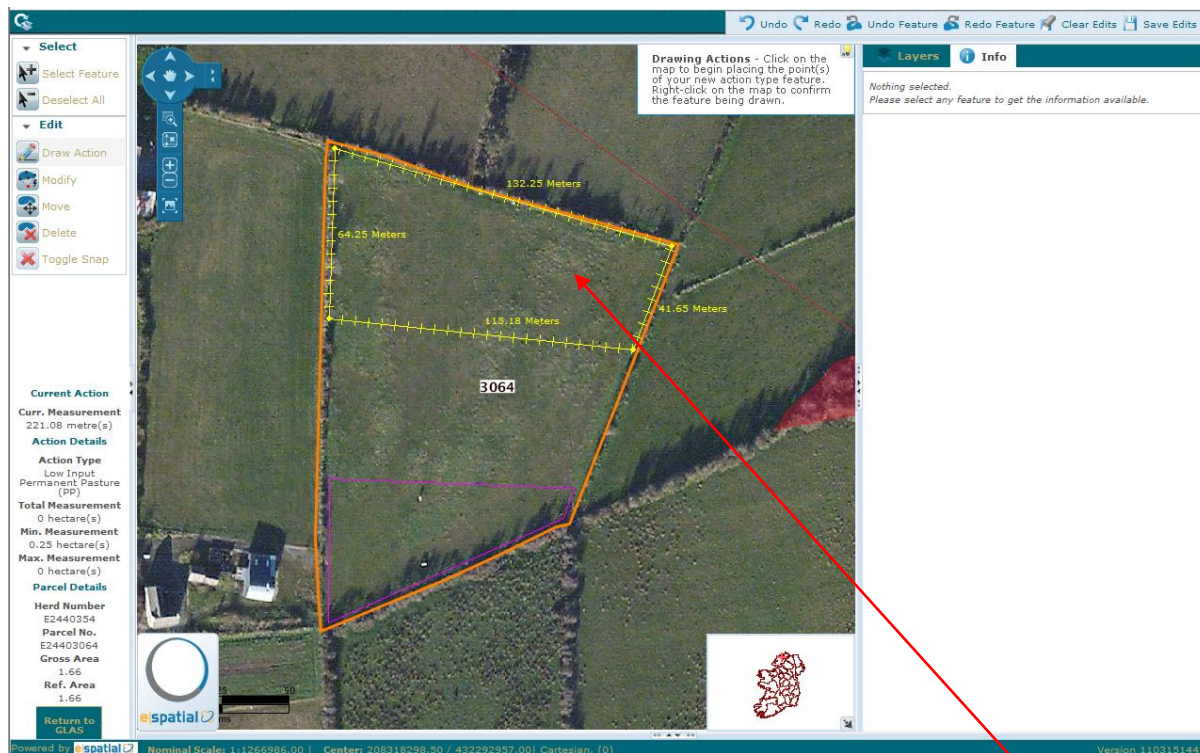 Undo Redo Undo Feature Redo Feature Clear Edits Save Edits
Select
Select Feature
Deselect All
Edit
Draw Action
Modify
Move
Delete
Toggle Snap
Current Action
Curr. Measurement
221.08 metre(s)
Action Details
Action Type
Low Input
Permanent Pasture
(PP)
Total Measurement
0 hectare(s)
Min. Measurement
0.25 hectare(s)
Max. Measurement
0 hectare(s)
Parcel Details
Herd Number
E2440354
Parcel No.
E24403064
Gross Area
1.66
Ref. Area
1.66
Return to
GLAS
Drawing Actions - Click on the
map to begin placing the point(s)
of your new action type feature.
Right-click on the map to confirm
the feature being drawn.
132.25 Meters
64.25 Meters
41.65 Meters
115.18 Meters
3064
50
e|spatial
Layers Info
Nothing selected.
Please select any feature to get the information available.
Powered by e|spatial Nominal Scale: 1:1266986.00 | Center: 208318298.50 / 432292957.00| Cartesian, (0) Version 110315144